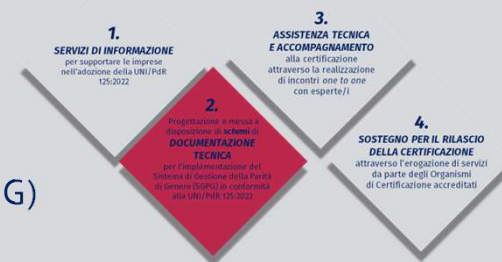 1.
SERVIZI DI INFORMAZIONE
per supportare le imprese
nell'adozione della UNI/PdR
125:2022
2.
Progettazione e messa a
disposizione di schemi di
DOCUMENTAZIONE
TECNICA
per l'implementazione del
Sistema di Gestione della Parità
di Genere (SGPG) in conformità
alla UNI/PdR 125:2022
3.
ASSISTENZA TECNICA
E ACCOMPAGNAMENTO
alla certificazione
attraverso la realizzazione
di incontri one to one
con esperte/i
4.
SOSTEGNO PER IL RILASCIO
DELLA CERTIFICAZIONE
attraverso l'erogazione di servizi
da parte degli Organismi
di Certificazione accreditati
G)